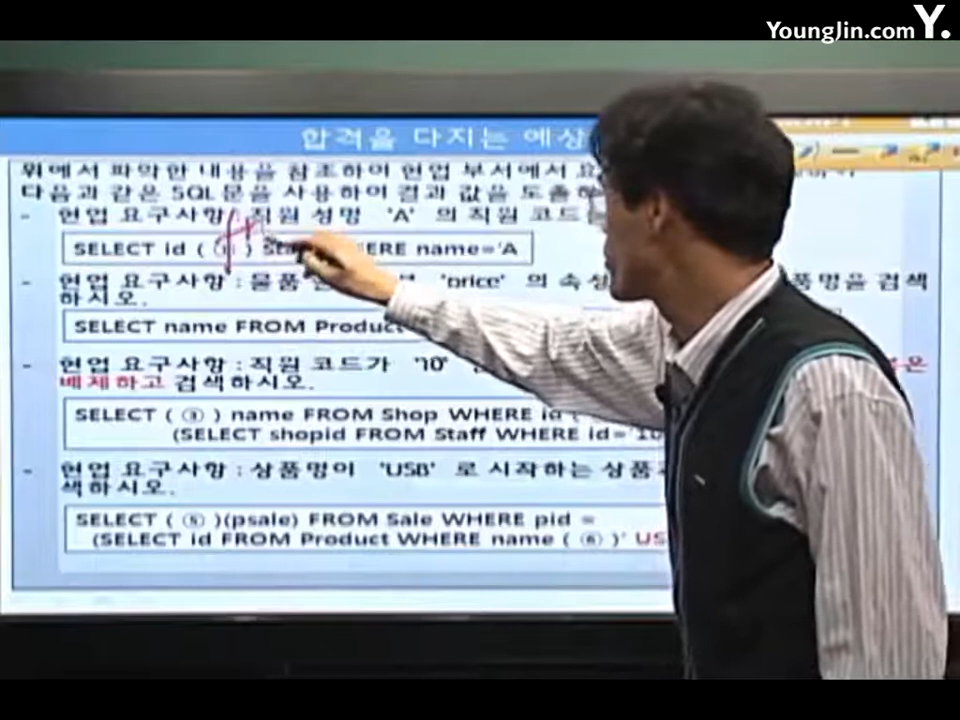 YoungJin.com Y.
합격을 다지는 예상
위에서 파악한 내용을 참조하여 현업 부서에서
다음과 같은 SQL문을 사용하여 결과 값을
- 현업 요구사항 : 직원 성명 'A' 의 직원 코드
SELECT id ( ① ) WHERE name='A
- 현업 요구사항 : 물품 'price' 의 속성 상품명을 검색
하시오.
SELECT name FROM Product
- 현업 요구사항 : 직원 코드가 '10'
배제하고 검색하시오.
SELECT ( ③ ) name FROM Shop WHERE id
(SELECT shopid FROM Staff WHERE id='10
- 현업 요구사항 : 상품명이 'USB' 로 시작하는
색하시오.
SELECT ( ⑤ )(psale) FROM Sale WHERE pid =
(SELECT id FROM Product WHERE name ( ⑥ )' US